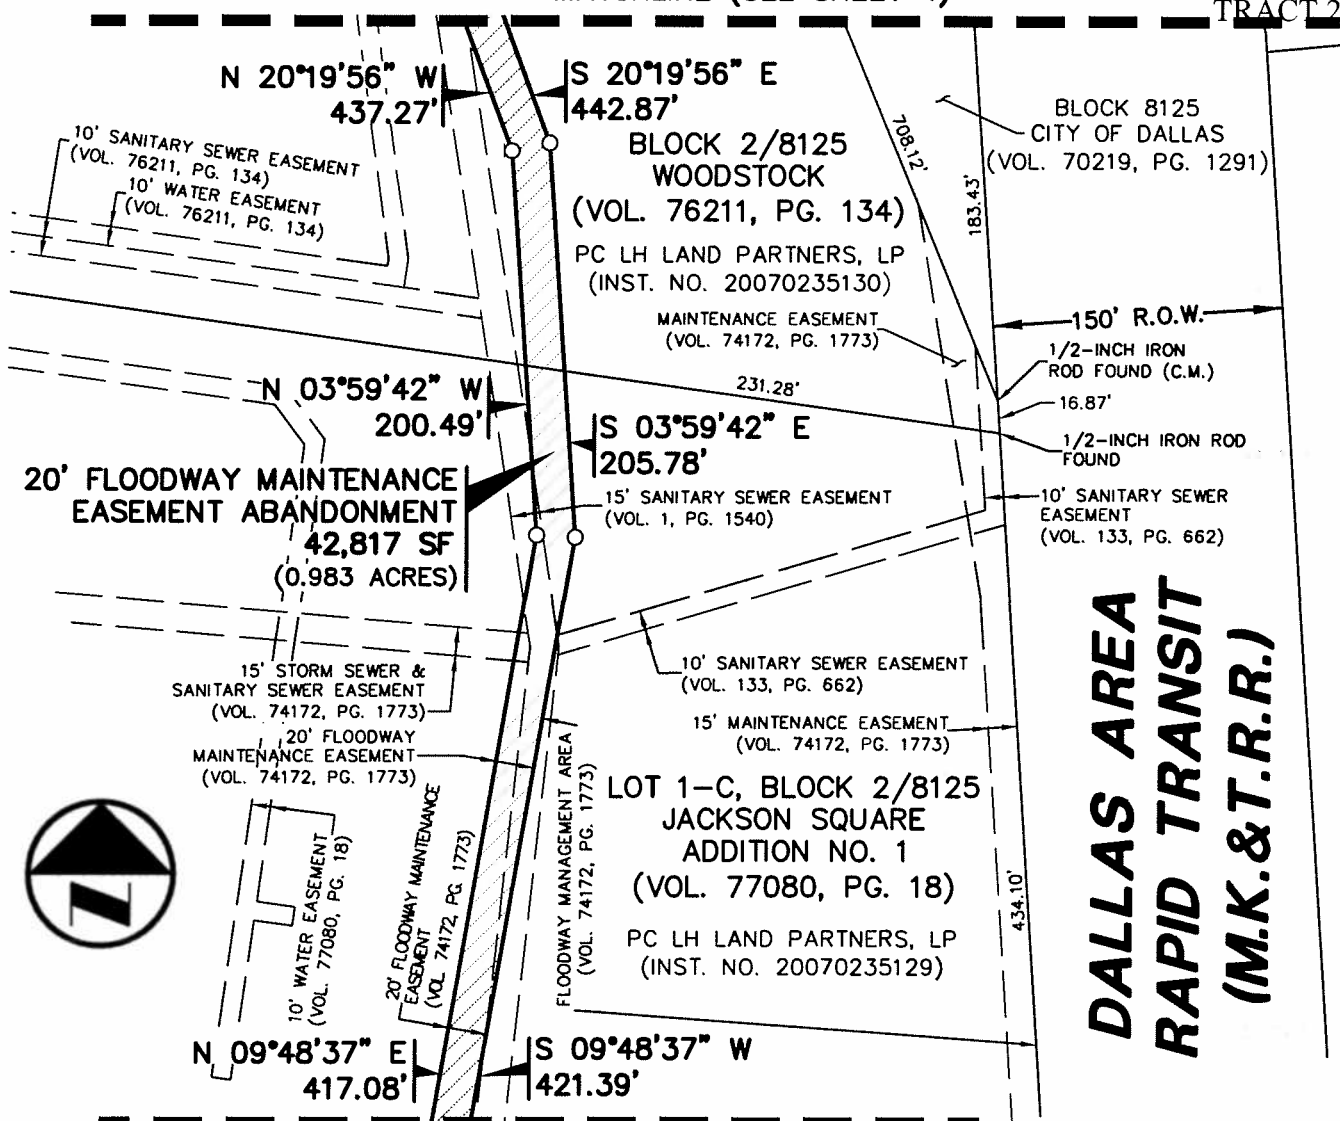 TRACT 2
N 20°19'56" W
437.27'
S 20°19'56" E
442.87'
10' SANITARY SEWER EASEMENT
(VOL. 76211, PG. 134)
10' WATER EASEMENT
(VOL. 76211, PG. 134)
BLOCK 2/8125
WOODSTOCK
(VOL. 76211, PG. 134)
PC LH LAND PARTNERS, LP
(INST. NO. 20070235130)
708.12'
183.43'
BLOCK 8125
CITY OF DALLAS
(VOL. 70219, PG. 1291)
MAINTENANCE EASEMENT
(VOL. 74172, PG. 1773)
150' R.O.W.
1/2-INCH IRON
ROD FOUND (C.M.)
16.87'
1/2-INCH IRON ROD
FOUND
231.28'
N 03°59'42" W
200.49'
S 03°59'42" E
205.78'
20' FLOODWAY MAINTENANCE
EASEMENT ABANDONMENT
42,817 SF
(0.983 ACRES)
15' SANITARY SEWER EASEMENT
(VOL. 1, PG. 1540)
10' SANITARY SEWER
EASEMENT
(VOL. 133, PG. 662)
15' STORM SEWER &
SANITARY SEWER EASEMENT
(VOL. 74172, PG. 1773)
10' SANITARY SEWER EASEMENT
(VOL. 133, PG. 662)
20' FLOODWAY
MAINTENANCE EASEMENT
(VOL. 74172, PG. 1773)
15' MAINTENANCE EASEMENT
(VOL. 74172, PG. 1773)
LOT 1-C, BLOCK 2/8125
JACKSON SQUARE
ADDITION NO. 1
(VOL. 77080, PG. 18)
PC LH LAND PARTNERS, LP
(INST. NO. 20070235129)
10' WATER EASEMENT
(VOL. 77080, PG. 18)
20' FLOODWAY MAINTENANCE
EASEMENT
(VOL 74172, PG. 1773)
FLOODWAY MANAGEMENT AREA
(VOL. 74172, PG. 1773)
434.10'
DALLAS AREA
RAPID TRANSIT
(M.K.&T.R.R.)
N 09°48'37" E
417.08'
S 09°48'37" W
421.39'